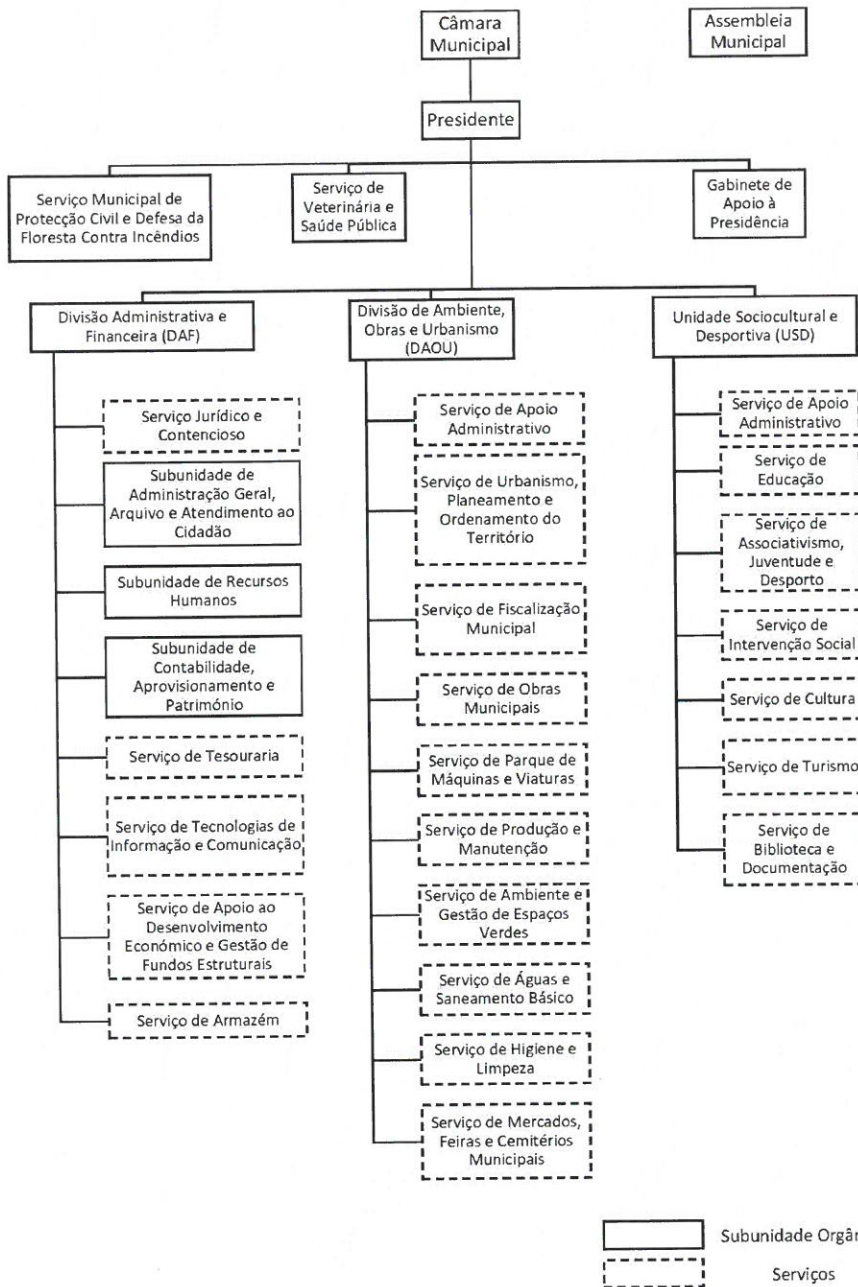 Câmara
Municipal
Assembleia
Municipal
Presidente
Serviço Municipal de
Protecção Civil e Defesa da
Floresta Contra Incêndios
Serviço de
Veterinária e
Saúde Pública
Gabinete de
Apoio à
Presidência
Divisão Administrativa e
Financeira (DAF)
Divisão de Ambiente,
Obras e Urbanismo
(DAOU)
Unidade Sociocultural e
Desportiva (USD)
Serviço Jurídico e
Contencioso
Subunidade de
Administração Geral,
Arquivo e Atendimento ao
Cidadão
Subunidade de Recursos
Humanos
Subunidade de
Contabilidade,
Aprovisionamento e
Património
Serviço de Tesouraria
Serviço de Tecnologias de
Informação e Comunicação
Serviço de Apoio ao
Desenvolvimento
Económico e Gestão de
Fundos Estruturais
Serviço de Armazém
Serviço de Apoio
Administrativo
Serviço de Urbanismo,
Planeamento e
Ordenamento do
Território
Serviço de Fiscalização
Municipal
Serviço de Obras
Municipais
Serviço de Parque de
Máquinas e Viaturas
Serviço de Produção e
Manutenção
Serviço de Ambiente e
Gestão de Espaços
Verdes
Serviço de Águas e
Saneamento Básico
Serviço de Higiene e
Limpeza
Serviço de Mercados,
Feiras e Cemitérios
Municipais
Serviço de Apoio
Administrativo
Serviço de
Educação
Serviço de
Associativismo,
Juventude e
Desporto
Serviço de
Intervenção Social
Serviço de Cultura
Serviço de Turismo
Serviço de
Biblioteca e
Documentação
Subunidade Orgân
Serviços